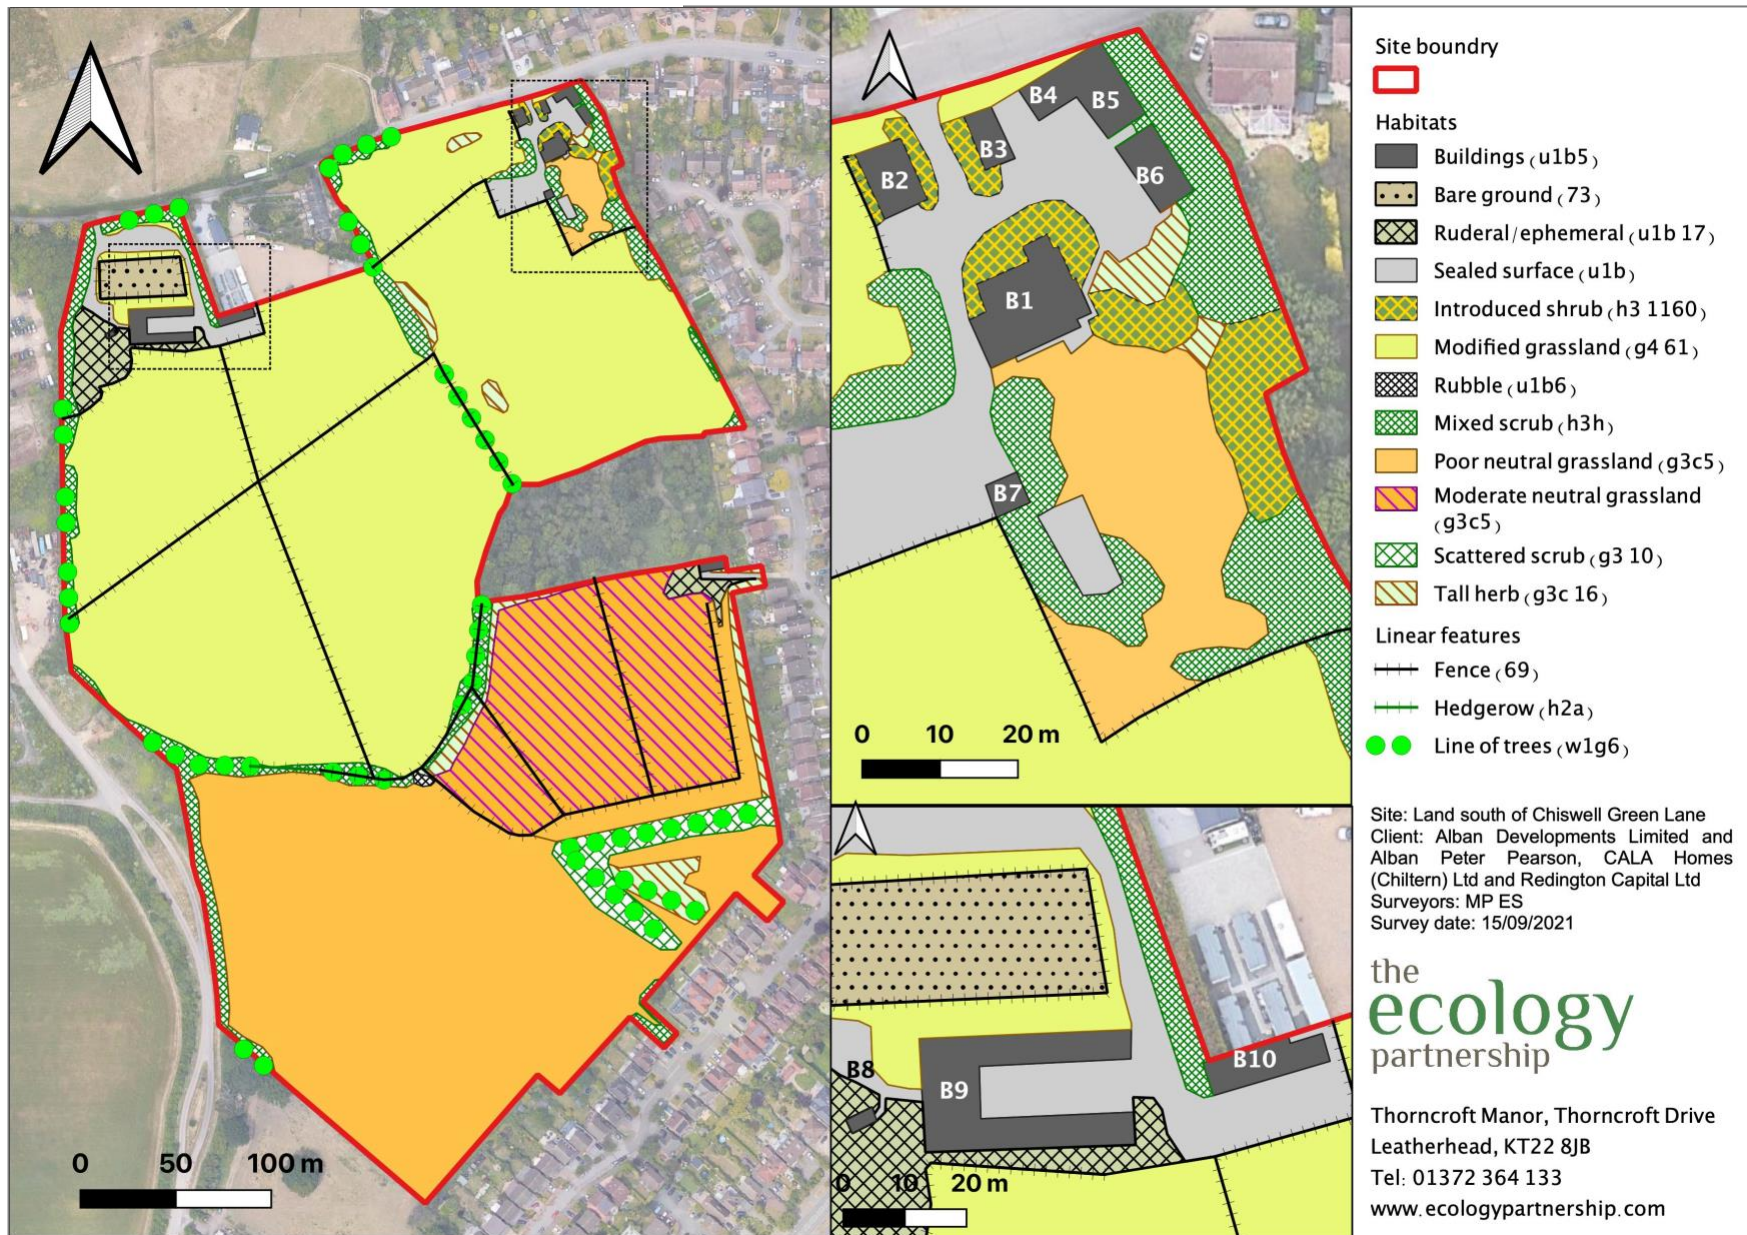 Site boundry
Habitats
Buildings (u1b5)
Bare ground (73)
Ruderal/ephemeral (u1b 17)
Sealed surface (u1b)
Introduced shrub (h3 1160)
Modified grassland (g4 61)
Rubble (u1b6)
Mixed scrub (h3h)
Poor neutral grassland (g3c5)
Moderate neutral grassland
(g3c5)
Scattered scrub (g3 10)
Tall herb (g3c 16)
Linear features
Fence (69)
Hedgerow (h2a)
Line of trees (w1g6)
Site: Land south of Chiswell Green Lane
Client: Alban Developments Limited and
Alban Peter Pearson, CALA Homes
(Chiltern) Ltd and Redington Capital Ltd
Surveyors: MP ES
Survey date: 15/09/2021
the
ecology
partnership
Thorncroft Manor, Thorncroft Drive
Leatherhead, KT22 8JB
Tel: 01372 364 133
www.ecologypartnership.com
B4
B5
B3
B2
B6
B1
B7
0 10 20 m
B10
B8
B9
0 10 20 m
0 50 100 m